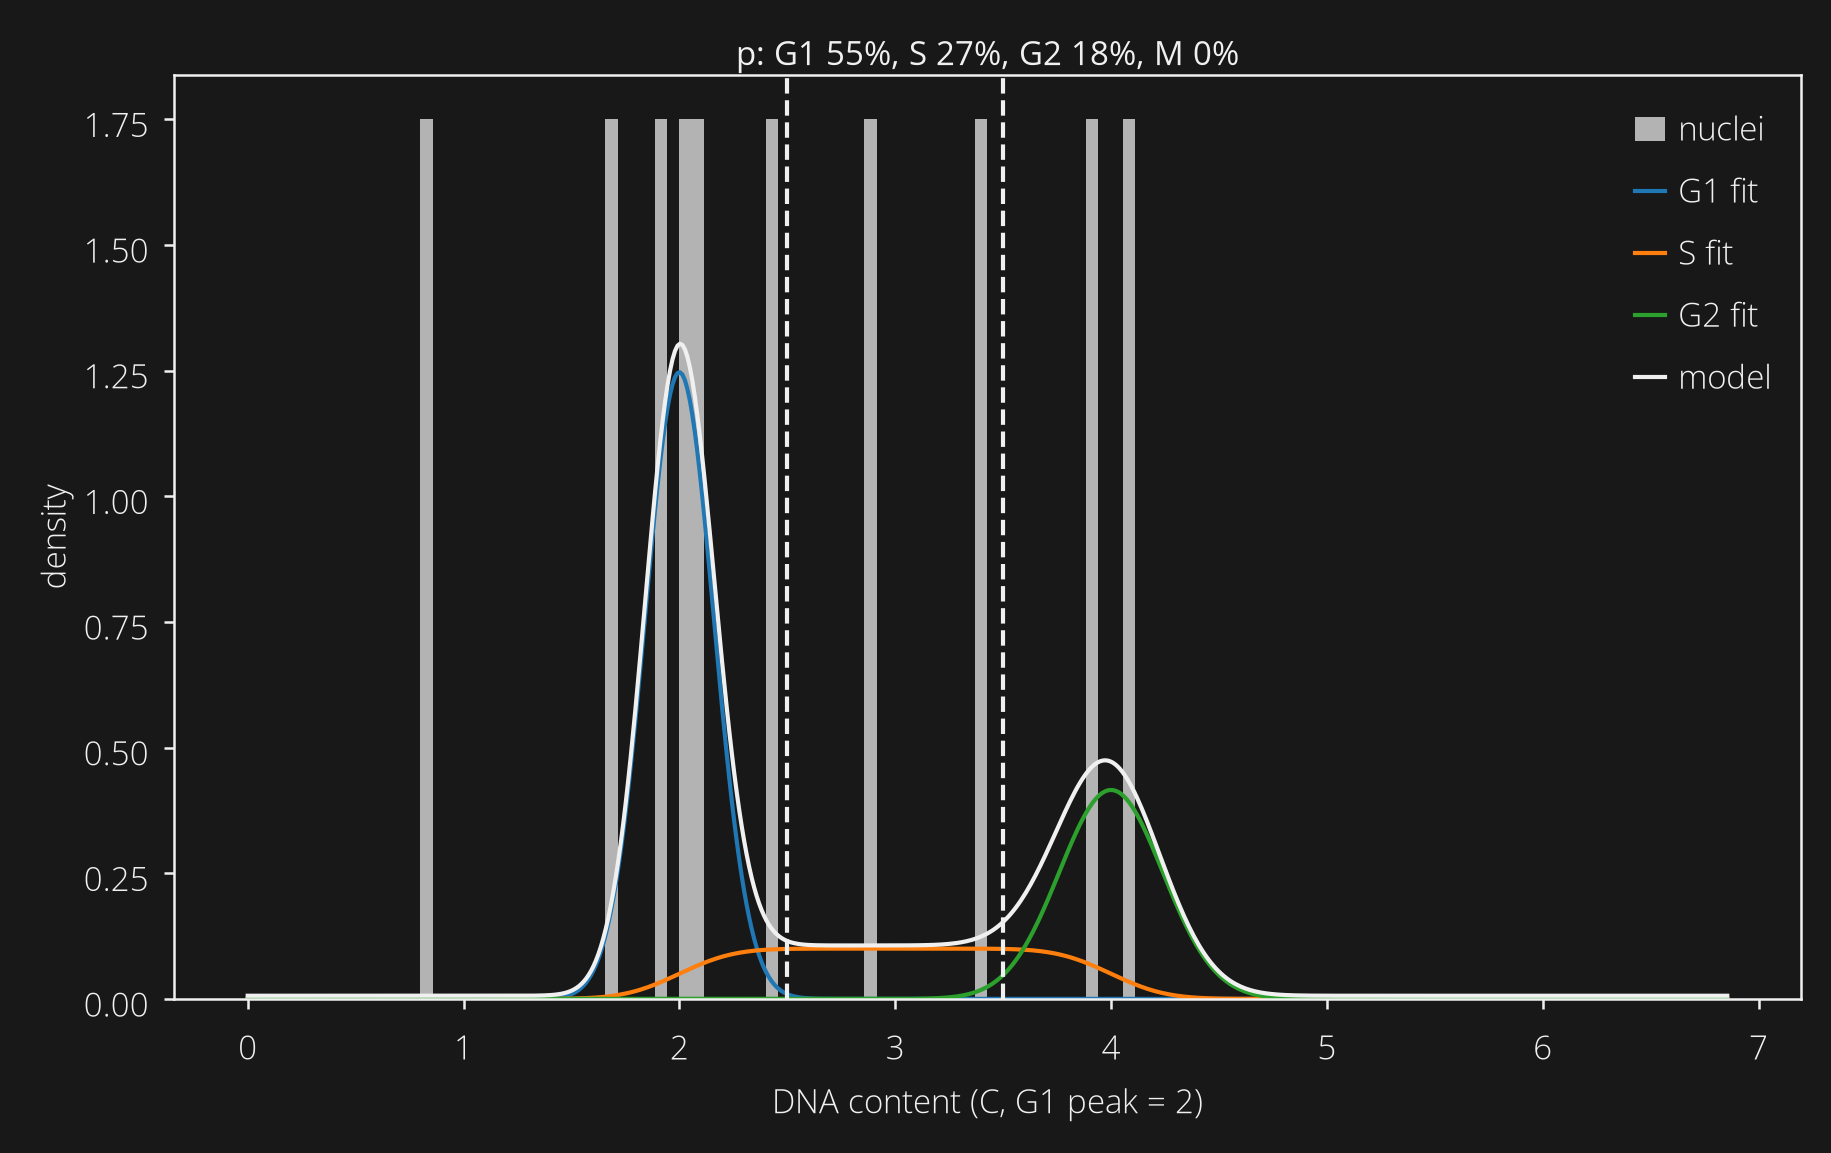 p: G1 55%, S 27%, G2 18%, M 0%
1.75
1.50
1.25
1.00
0.75
0.50
0.25
0.00
density
nuclei
G1 fit
S fit
G2 fit
model
0 1 2 3 4 5 6 7
DNA content (C, G1 peak = 2)